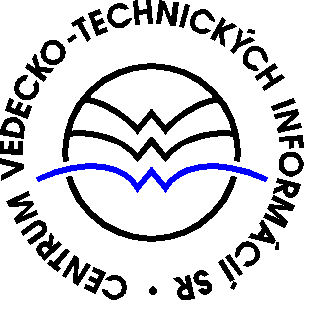 CENTRUM VEDECKO-TECHNICKÝCH INFORMÁCIÍ SR •